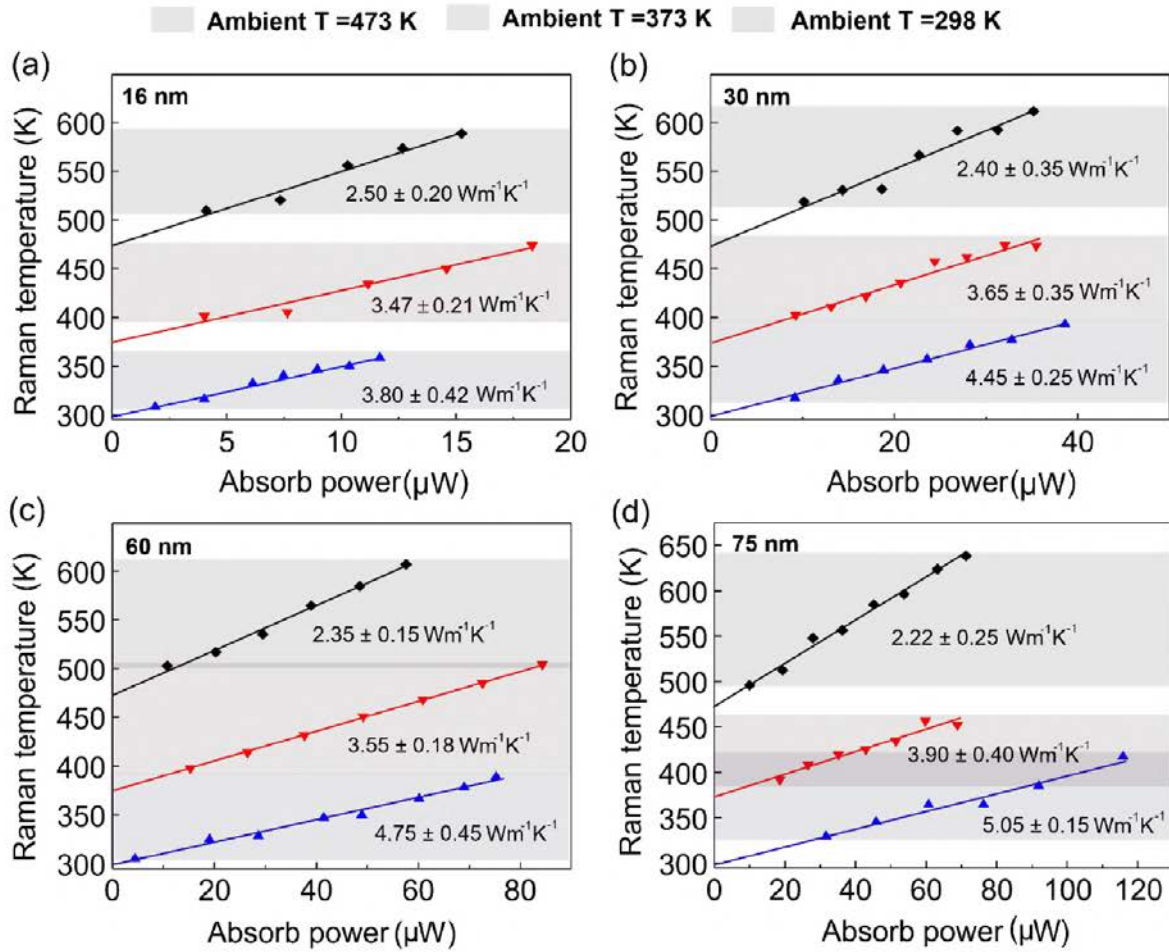 Ambient T =473 K Ambient T =373 K Ambient T =298 K
(a)
16 nm
Raman temperature (K)
600
550
500
450
400
350
300
2.50 ± 0.20 Wm⁻¹K⁻¹
3.47 ± 0.21 Wm⁻¹K⁻¹
3.80 ± 0.42 Wm⁻¹K⁻¹
0 5 10 15 20
Absorb power(µW)
(b)
30 nm
Raman temperature (K)
600
550
500
450
400
350
300
2.40 ± 0.35 Wm⁻¹K⁻¹
3.65 ± 0.35 Wm⁻¹K⁻¹
4.45 ± 0.25 Wm⁻¹K⁻¹
0 20 40
Absorb power(µW)
(c)
60 nm
Raman temperature (K)
600
550
500
450
400
350
300
2.35 ± 0.15 Wm⁻¹K⁻¹
3.55 ± 0.18 Wm⁻¹K⁻¹
4.75 ± 0.45 Wm⁻¹K⁻¹
0 20 40 60 80
Absorb power(µW)
(d)
75 nm
Raman temperature (K)
650
600
550
500
450
400
350
300
2.22 ± 0.25 Wm⁻¹K⁻¹
3.90 ± 0.40 Wm⁻¹K⁻¹
5.05 ± 0.15 Wm⁻¹K⁻¹
0 20 40 60 80 100 120
Absorb power (µW)